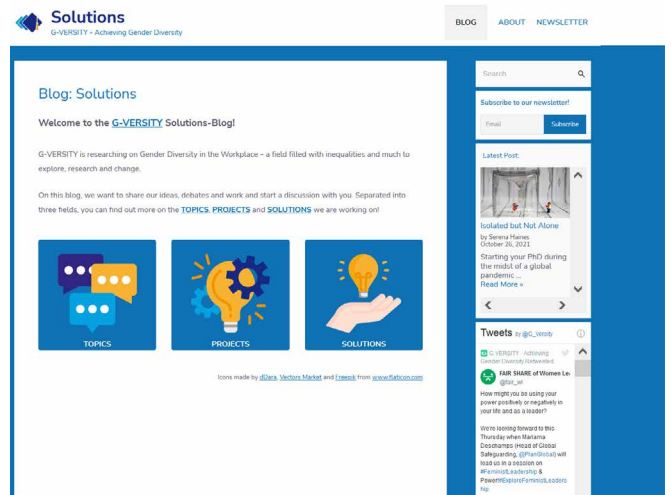 Solutions
G-VERSITY - Achieving Gender Diversity
BLOG ABOUT NEWSLETTER
Blog: Solutions
Welcome to the G-VERSITY Solutions-Blog!
G-VERSITY is researching on Gender Diversity in the Workplace – a field filled with inequalities and much to
explore, research and change.
On this blog, we want to share our ideas, debates and work and start a discussion with you. Separated into
three fields, you can find out more on the TOPICS, PROJECTS and SOLUTIONS we are working on!
TOPICS
PROJECTS
SOLUTIONS
Icons made by dDara, Vectors Market and Freepik from www.flaticon.com
Search
Subscribe to our newsletter!
Email
Subscribe
Latest Post:
Isolated but Not Alone
by Serena Haines
October 26, 2021
Starting your PhD during
the midst of a global
pandemic ...
Read More »
Tweets by @G_Versity
G-VERSITY - Achieving
Gender Diversity Retweeted
FAIR SHARE of Women Le
@fair_wl
How might you be using your
power positively or negatively in
your life and as a leader?
We're looking forward to this
Thursday when Mariama
Deschamps (Head of Global
Safeguarding, @PlanGlobal) will
lead us in a session on
#FeministLeadership &
Power!#ExploreFeministLeaders
hip